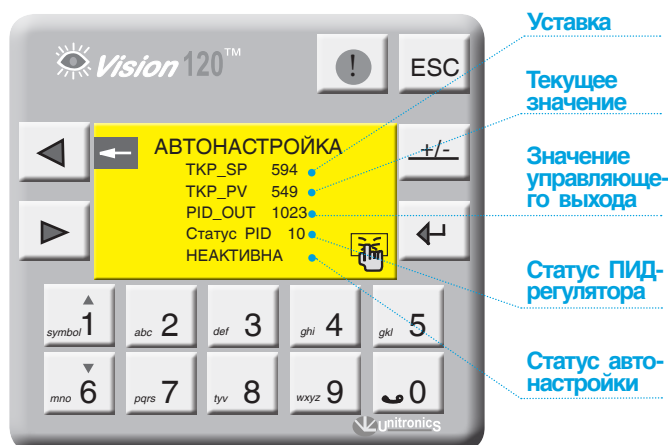 Vision 120™
!
ESC
+/-
АВТОНАСТРОЙКА
TKP_SP 594
TKP_PV 549
PID_OUT 1023
Статус PID 10
НЕАКТИВНА
symbol 1
abc 2
def 3
ghi 4
gkl 5
mno 6
pqrs 7
tyv 8
wxyz 9
0
Unitronics
Уставка
Текущее
значение
Значение
управляюще-
го выхода
Статус ПИД-
регулятора
Статус авто-
настройки